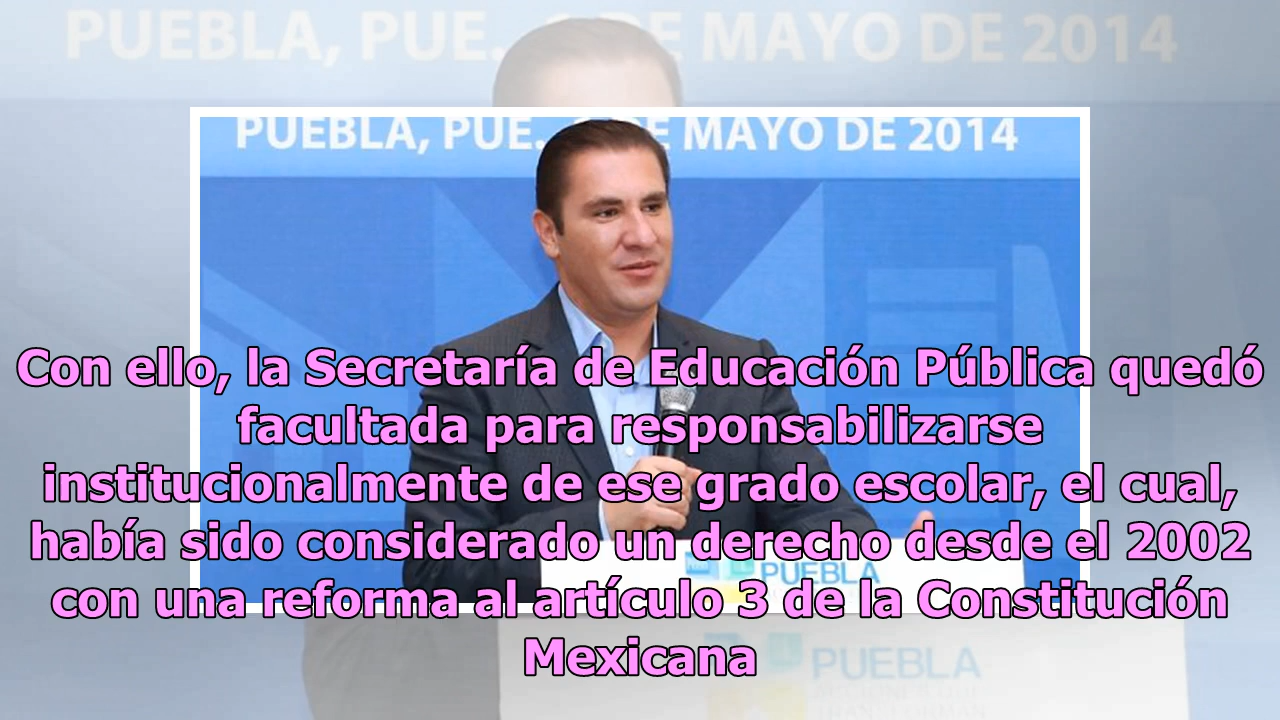 PUEBLA, PUE. DE MAYO DE 2014
PUEBLA, PUE. DE MAYO DE 2014
Con ello, la Secretaría de Educación Pública quedó
facultada para responsabilizarse
institucionalmente de ese grado escolar, el cual,
había sido considerado un derecho desde el 2002
con una reforma al artículo 3 de la Constitución
Mexicana
PUEBLA
PUEBLA